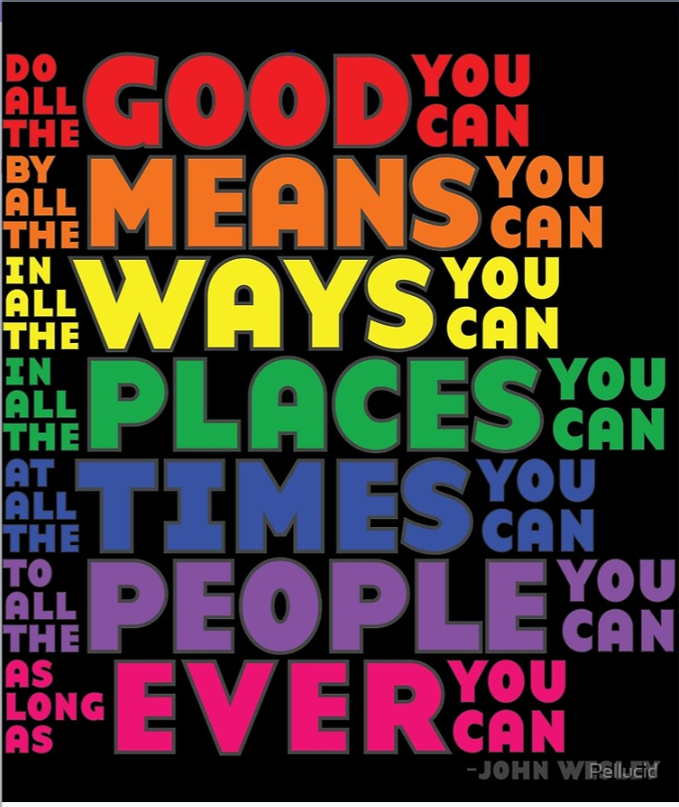 DO ALL THE GOOD YOU CAN
BY ALL THE MEANS YOU CAN
IN ALL THE WAYS YOU CAN
IN ALL THE PLACES YOU CAN
AT ALL THE TIMES YOU CAN
TO ALL THE PEOPLE YOU CAN
AS LONG AS EVER YOU CAN
-JOHN WESLEY
Pellucid